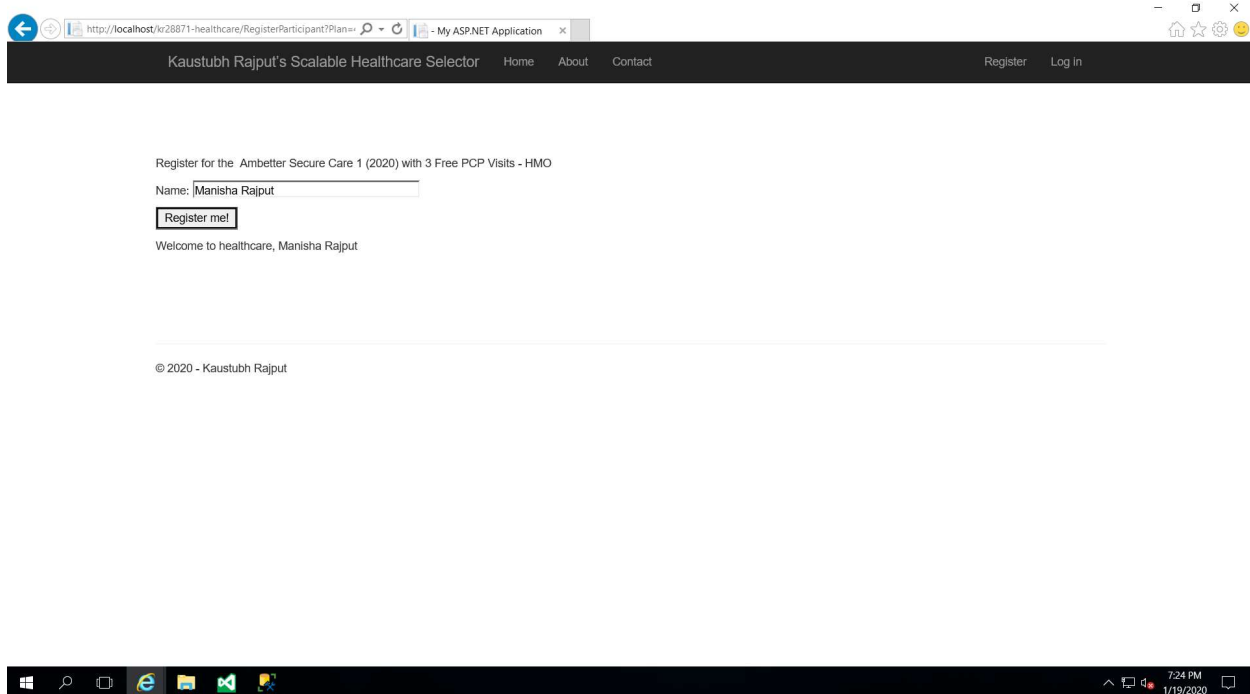 http://localhost/kr28871-healthcare/RegisterParticipant?Plan=
- My ASP.NET Application
Kaustubh Rajput's Scalable Healthcare Selector Home About Contact Register Log in
Register for the Ambetter Secure Care 1 (2020) with 3 Free PCP Visits - HMO
Name: Manisha Rajput
Register me!
Welcome to healthcare, Manisha Rajput
© 2020 - Kaustubh Rajput
7:24 PM
1/19/2020